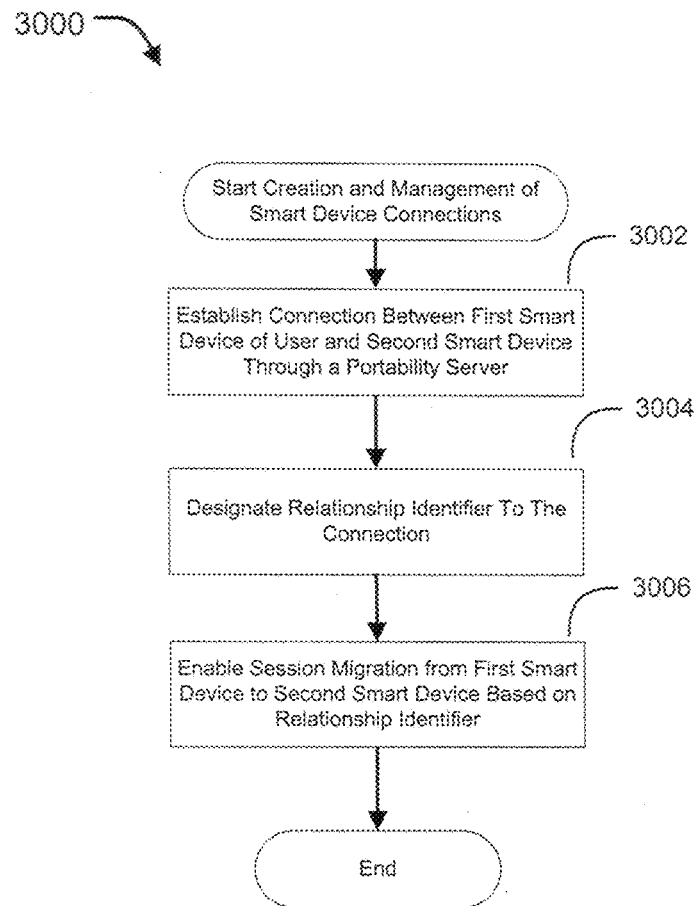 3000
Start Creation and Management of
Smart Device Connections
3002
Establish Connection Between First Smart
Device of User and Second Smart Device
Through a Portability Server
3004
Designate Relationship Identifier To The
Connection
3006
Enable Session Migration from First Smart
Device to Second Smart Device Based on
Relationship Identifier
End